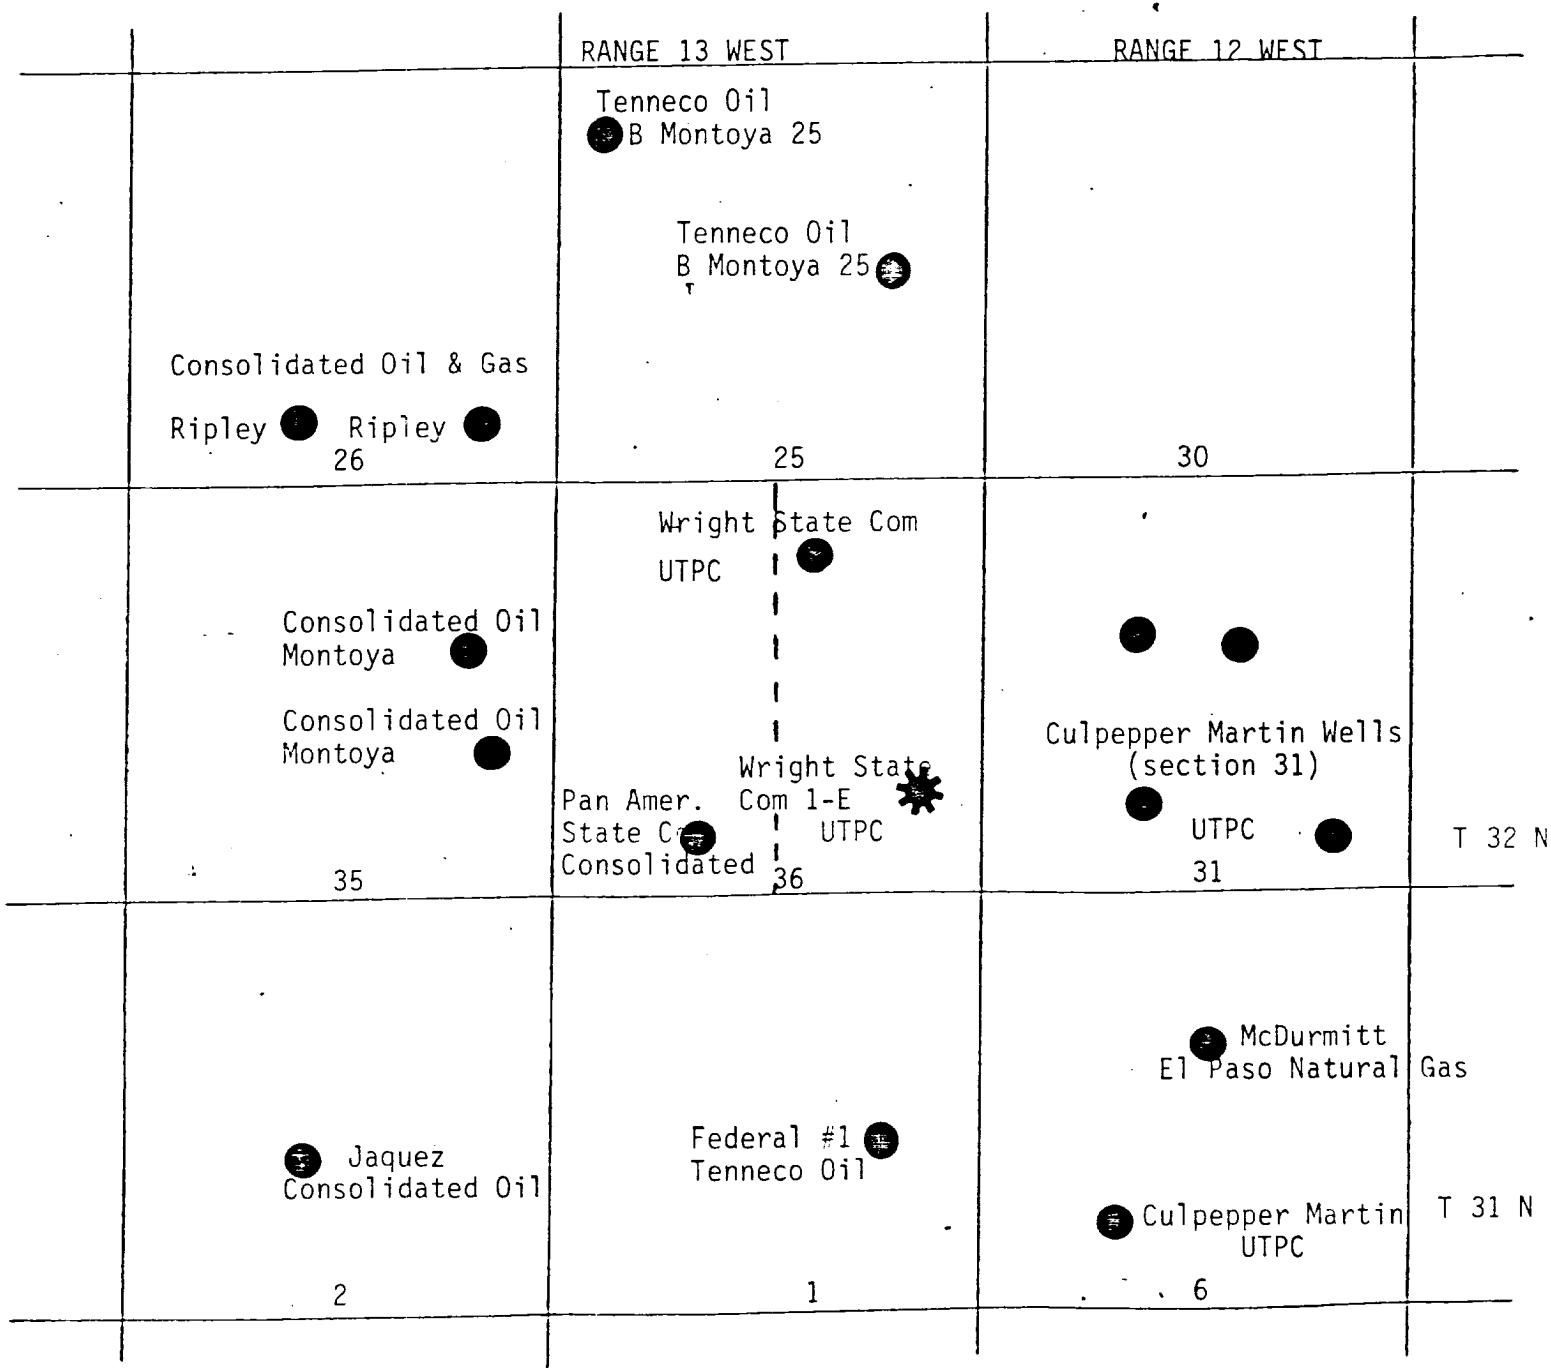 RANGE 13 WEST
RANGE 12 WEST
Tenneco Oil
B Montoya 25
Tenneco Oil
B Montoya 25
Consolidated Oil & Gas
Ripley Ripley
26
25
30
Wright State Com
UTPC
Consolidated Oil
Montoya
Consolidated Oil
Montoya
35
Wright State
Com 1-E
UTPC
Pan Amer.
State
Consolidated
36
Culpepper Martin Wells
(section 31)
UTPC
31
T 32 N
Jaquez
Consolidated Oil
2
Federal #1
Tenneco Oil
1
McDurmitt
El Paso Natural Gas
Culpepper Martin
UTPC
6
T 31 N